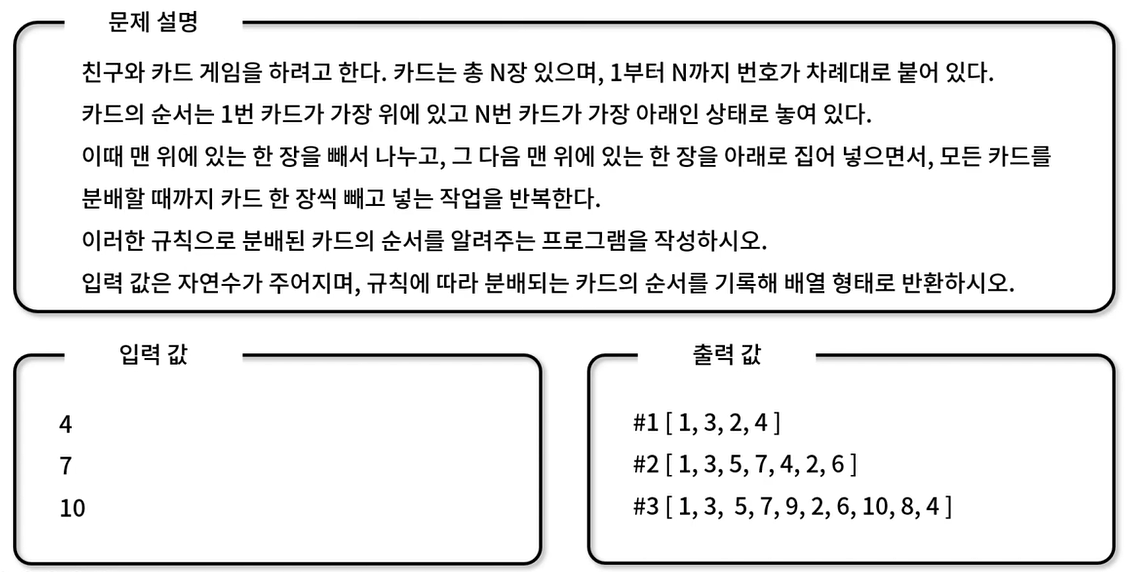 문제 설명
친구와 카드 게임을 하려고 한다. 카드는 총 N장 있으며, 1부터 N까지 번호가 차례대로 붙어 있다.
카드의 순서는 1번 카드가 가장 위에 있고 N번 카드가 가장 아래인 상태로 놓여 있다.
이때 맨 위에 있는 한 장을 빼서 나누고, 그 다음 맨 위에 있는 한 장을 아래로 집어 넣으면서, 모든 카드를
분배할 때까지 카드 한 장씩 빼고 넣는 작업을 반복한다.
이러한 규칙으로 분배된 카드의 순서를 알려주는 프로그램을 작성하시오.
입력 값은 자연수가 주어지며, 규칙에 따라 분배되는 카드의 순서를 기록해 배열 형태로 반환하시오.
입력 값
4
7
10
출력 값
#1 [ 1, 3, 2, 4 ]
#2 [ 1, 3, 5, 7, 4, 2, 6 ]
#3 [ 1, 3, 5, 7, 9, 2, 6, 10, 8, 4 ]